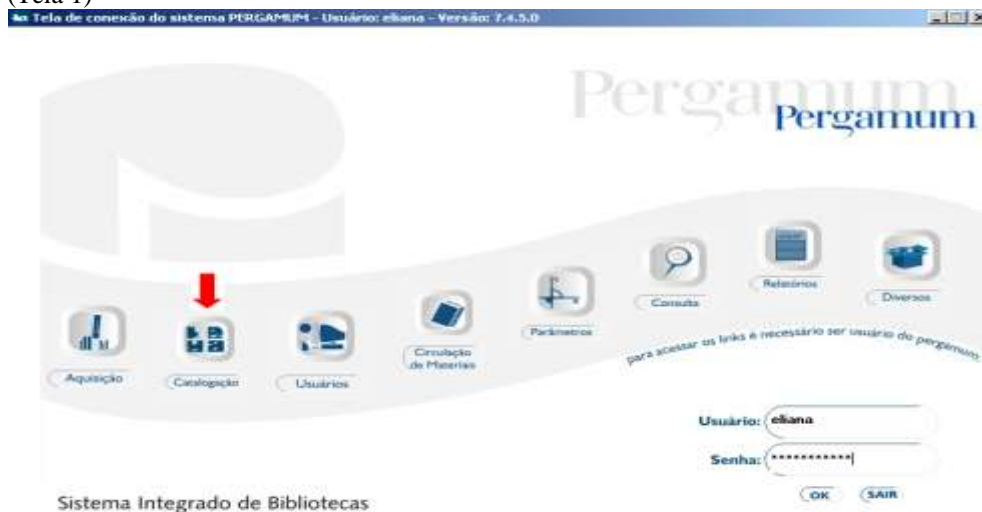 (Tela 1)
Tela de conexão do sistema PERGAMUM - Usuário: eliana - Versão: 7.4.5.0
Pergamum
Pergamum
Aquisição
Catalogação
Usuários
Circulação
de Materiais
Parâmetros
Consulta
Relatórios
Diversos
para acessar os links é necessário ser usuário do pergamum.
Usuário: eliana
Senha: ***********
OK SAIR
Sistema Integrado de Bibliotecas